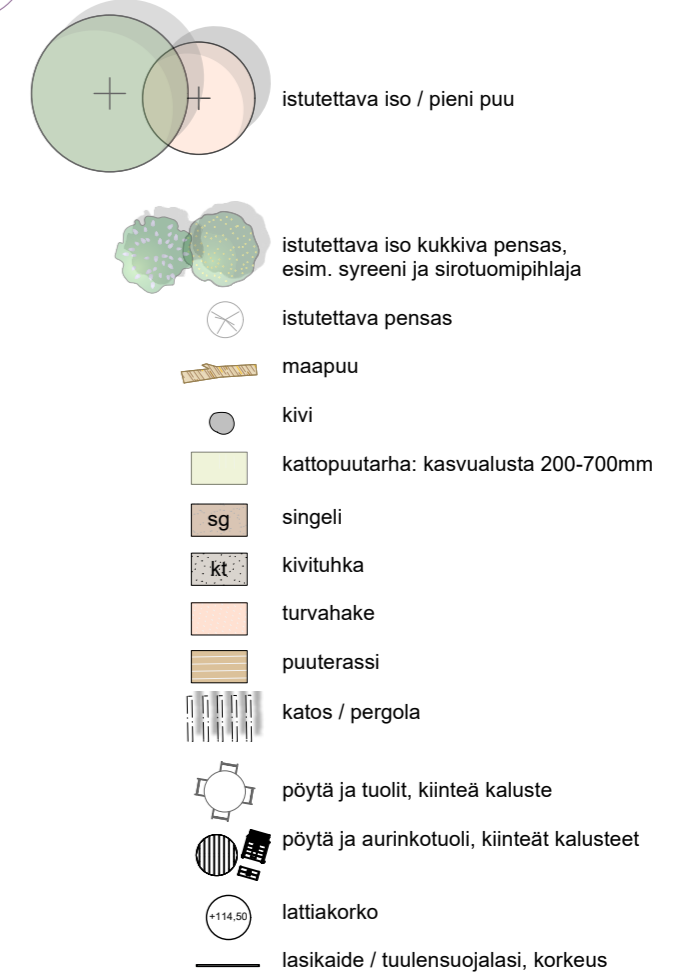 istutettava iso / pieni puu
istutettava iso kukkiva pensas,
esim. syreeni ja sirotuomipihlaja
istutettava pensas
maapuu
kivi
kattopuutarha: kasvualusta 200-700mm
sg singeli
kt kivituhka
turvahake
puuterassi
katos / pergola
pöytä ja tuolit, kiinteä kaluste
pöytä ja aurinkotuoli, kiinteät kalusteet
+114,50 lattiakorko
lasikaide / tuulensuojalasi, korkeus